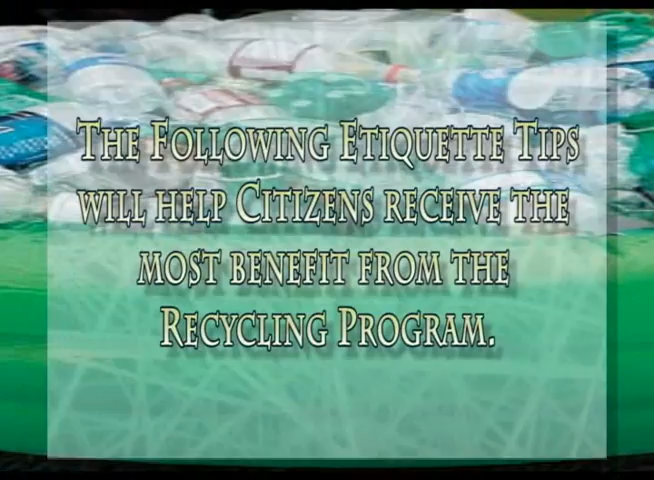 The Following Etiquette Tips
will help Citizens receive the
most benefit from the
Recycling Program.